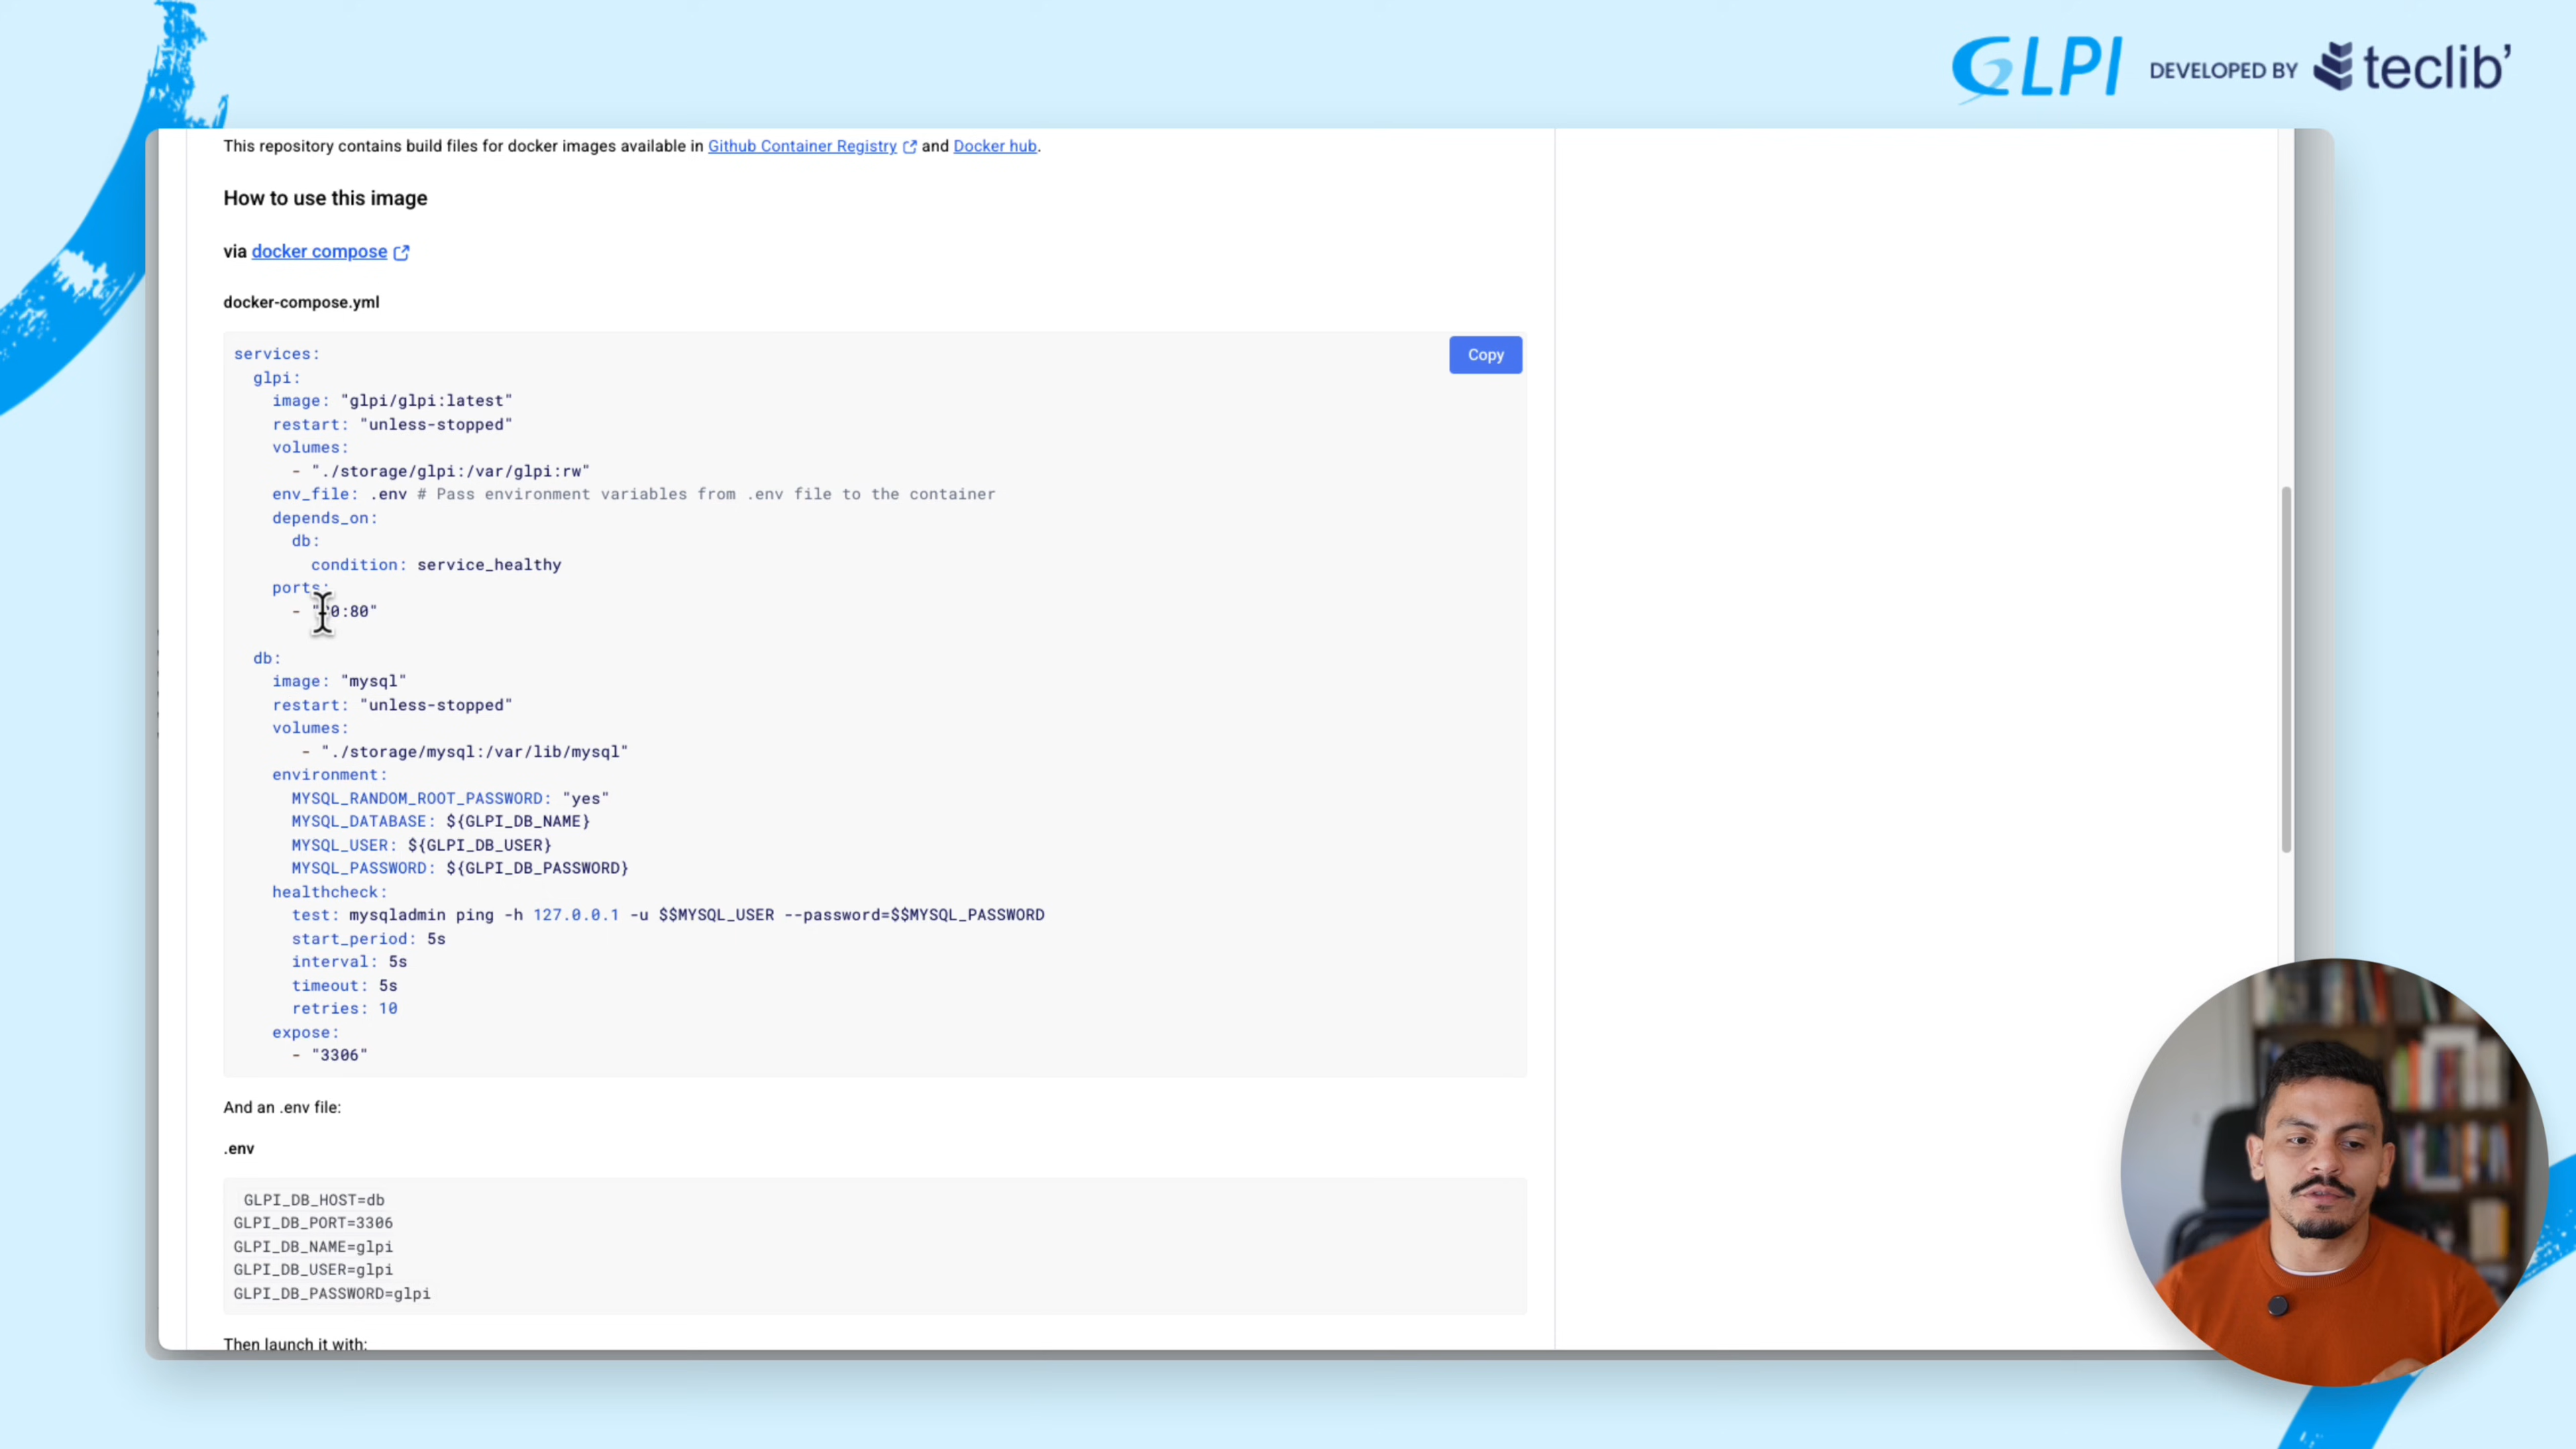 GLPI DEVELOPED BY teclib'
This repository contains build files for docker images available in Github Container Registry and Docker hub.
How to use this image
via docker compose
docker-compose.yml
Copy
services:
glpi:
image: "glpi/glpi:latest"
restart: "unless-stopped"
volumes:
- "./storage/glpi:/var/glpi:rw"
env_file: .env # Pass environment variables from .env file to the container
depends_on:
db:
condition: service_healthy
ports:
- "80:80"
db:
image: "mysql"
restart: "unless-stopped"
volumes:
- "./storage/mysql:/var/lib/mysql"
environment:
MYSQL_RANDOM_ROOT_PASSWORD: "yes"
MYSQL_DATABASE: ${GLPI_DB_NAME}
MYSQL_USER: ${GLPI_DB_USER}
MYSQL_PASSWORD: ${GLPI_DB_PASSWORD}
healthcheck:
test: mysqladmin ping -h 127.0.0.1 -u $$MYSQL_USER --password=$$MYSQL_PASSWORD
start_period: 5s
interval: 5s
timeout: 5s
retries: 10
expose:
- "3306"
And an .env file:
.env
GLPI_DB_HOST=db
GLPI_DB_PORT=3306
GLPI_DB_NAME=glpi
GLPI_DB_USER=glpi
GLPI_DB_PASSWORD=glpi
Then launch it with: